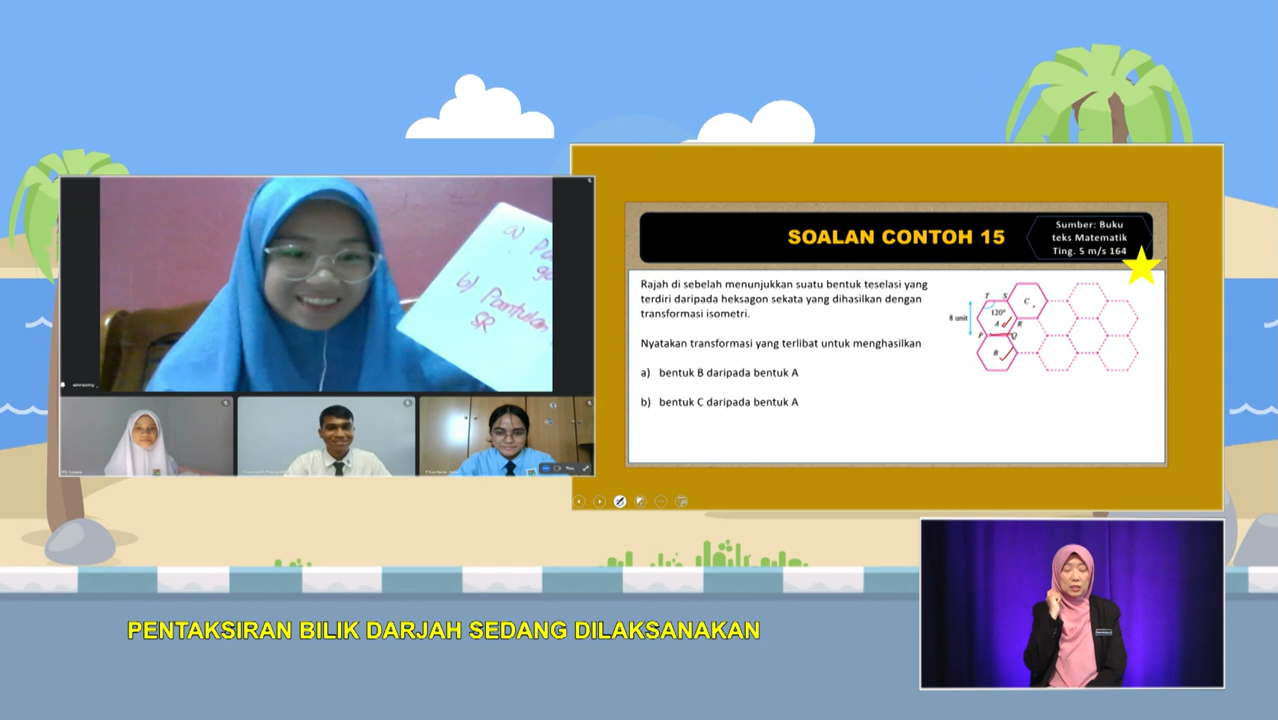 SOALAN CONTOH 15
Sumber: Buku
teks Matematik
Ting. 5 m/s 164
Rajah di sebelah menunjukkan suatu bentuk teselasi yang
terdiri daripada heksagon sekata yang dihasilkan dengan
transformasi isometri.
Nyatakan transformasi yang terlibat untuk menghasilkan
a) bentuk B daripada bentuk A
b) bentuk C daripada bentuk A
T S
C
8 unit
120°
A R
P Q
B
a)
b) Pantulan
SR
PENTAKSIRAN BILIK DARJAH SEDANG DILAKSANAKAN